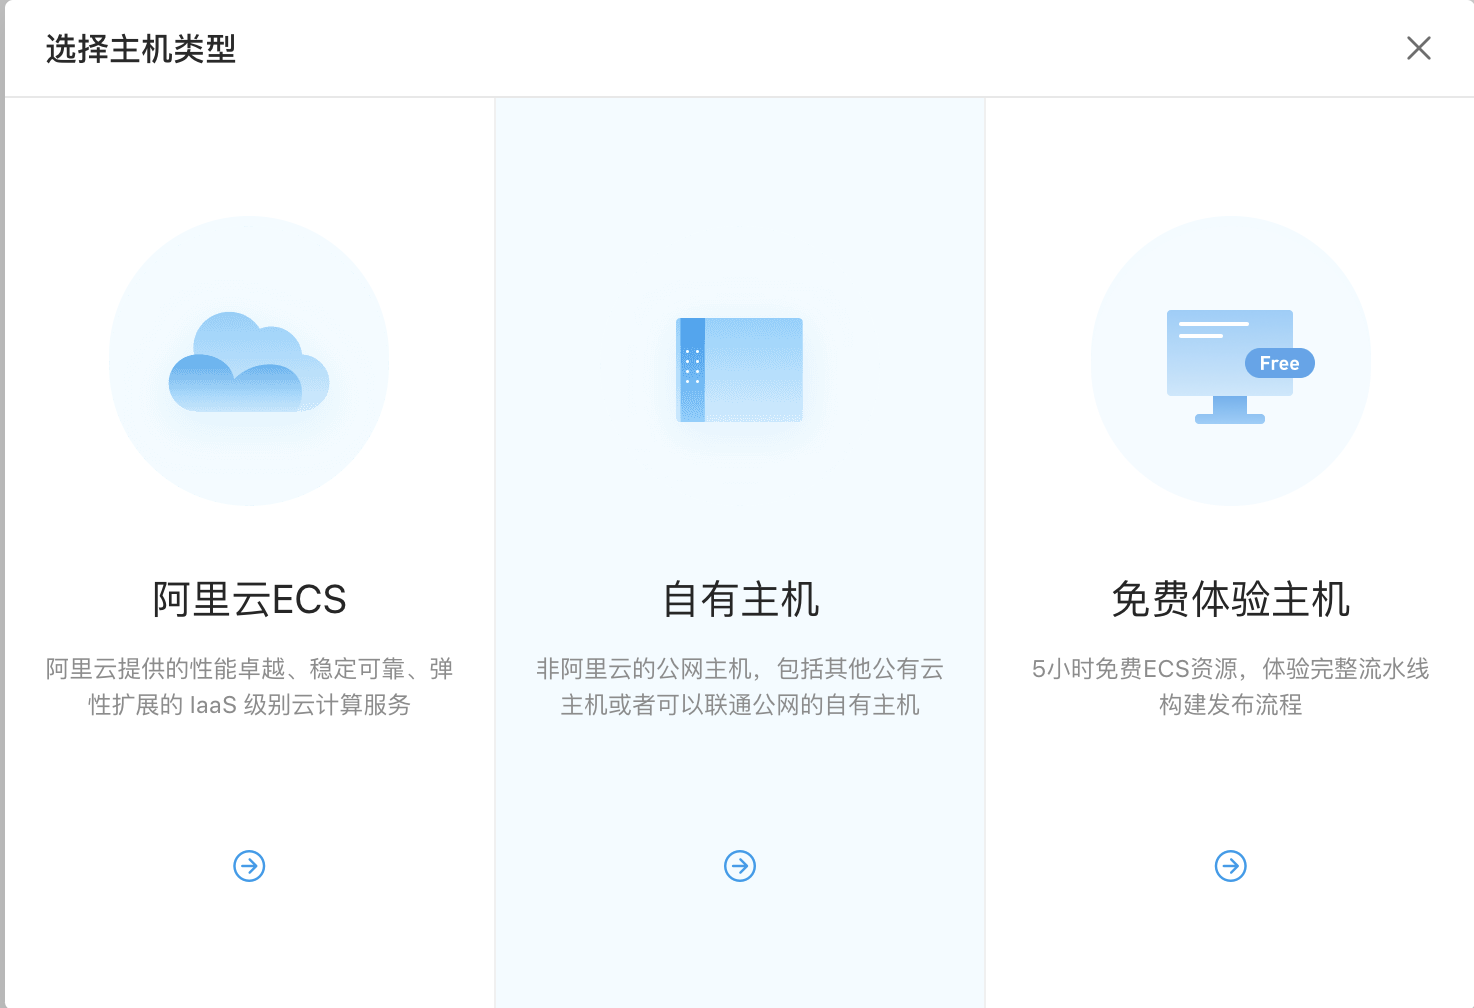 选择主机类型
Free
阿里云ECS
阿里云提供的性能卓越、稳定可靠、弹
性扩展的 IaaS 级别云计算服务
自有主机
非阿里云的公网主机，包括其他公有云
主机或者可以联通公网的自有主机
免费体验主机
5小时免费ECS资源，体验完整流水线
构建发布流程